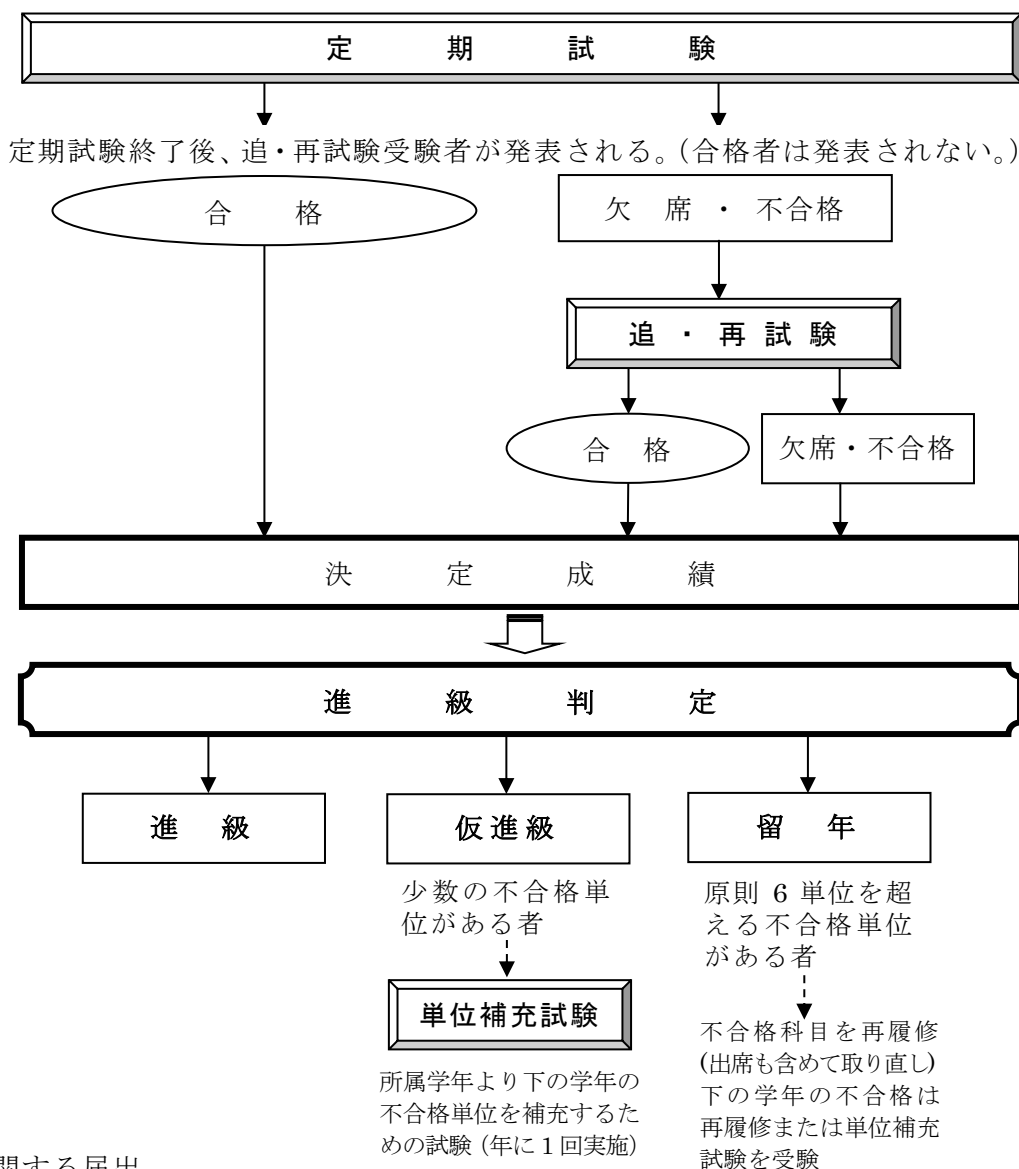 定期試験
定期試験終了後、追・再試験受験者が発表される。(合格者は発表されない。)
合格
欠席・不合格
追・再試験
合格
欠席・不合格
決定成績
進級判定
進級
仮進級
留年
少数の不合格単
位がある者
原則 6 単位を超
える不合格単位
がある者
単位補充試験
所属学年より下の学年の
不合格単位を補充するた
めの試験 (年に 1 回実施)
不合格科目を再履修
(出席も含めて取り直し)
下の学年の不合格は
再履修または単位補充
試験を受験
関する届出